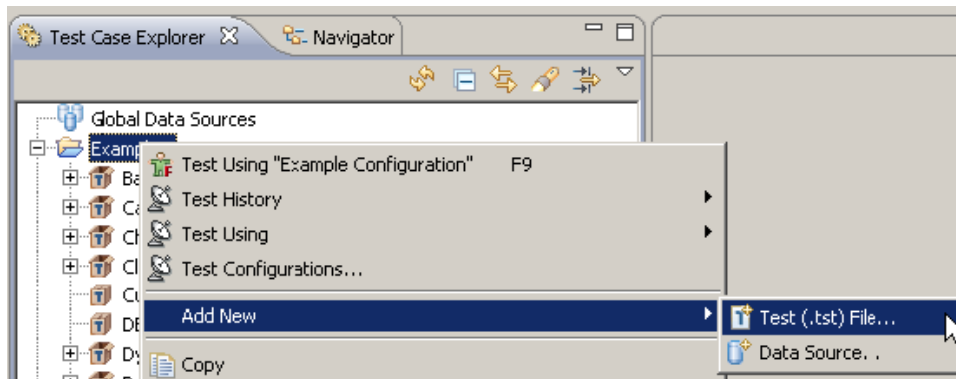 Test Case Explorer Navigator
Global Data Sources
Test Using "Example Configuration" F9
Test History
Test Using
Test Configurations...
Add New
Test (.tst) File...
Data Source. .
Copy